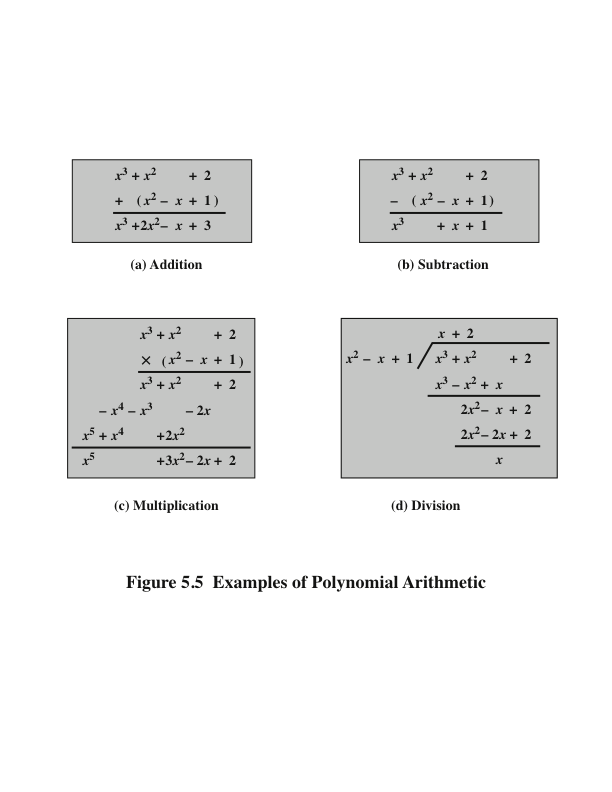 x³ + x² + 2
+ ( x² – x + 1 )
x³ + 2x² – x + 3
(a) Addition
x³ + x² + 2
– ( x² – x + 1 )
x³ + x + 1
(b) Subtraction
x³ + x² + 2
× ( x² – x + 1 )
x³ + x² + 2
– x⁴ – x³ – 2x
x⁵ + x⁴ +2x²
x⁵ +3x² – 2x + 2
(c) Multiplication
x + 2
x² – x + 1 x³ + x² + 2
x³ – x² + x
2x² – x + 2
2x² – 2x + 2
x
(d) Division
Figure 5.5 Examples of Polynomial Arithmetic